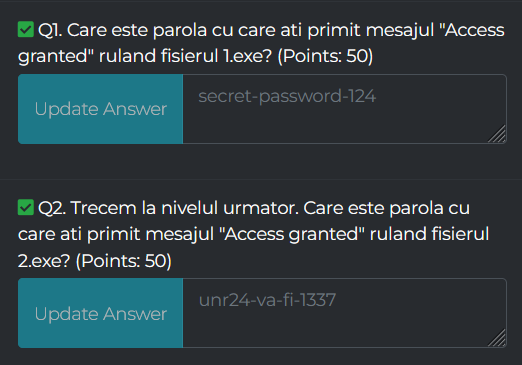 Q1. Care este parola cu care ati primit mesajul "Access
granted" ruland fisierul 1.exe? (Points: 50)
Update Answer
secret-password-124
Q2. Trecem la nivelul urmator. Care este parola cu
care ati primit mesajul "Access granted" ruland fisierul
2.exe? (Points: 50)
Update Answer
unr24-va-fi-1337